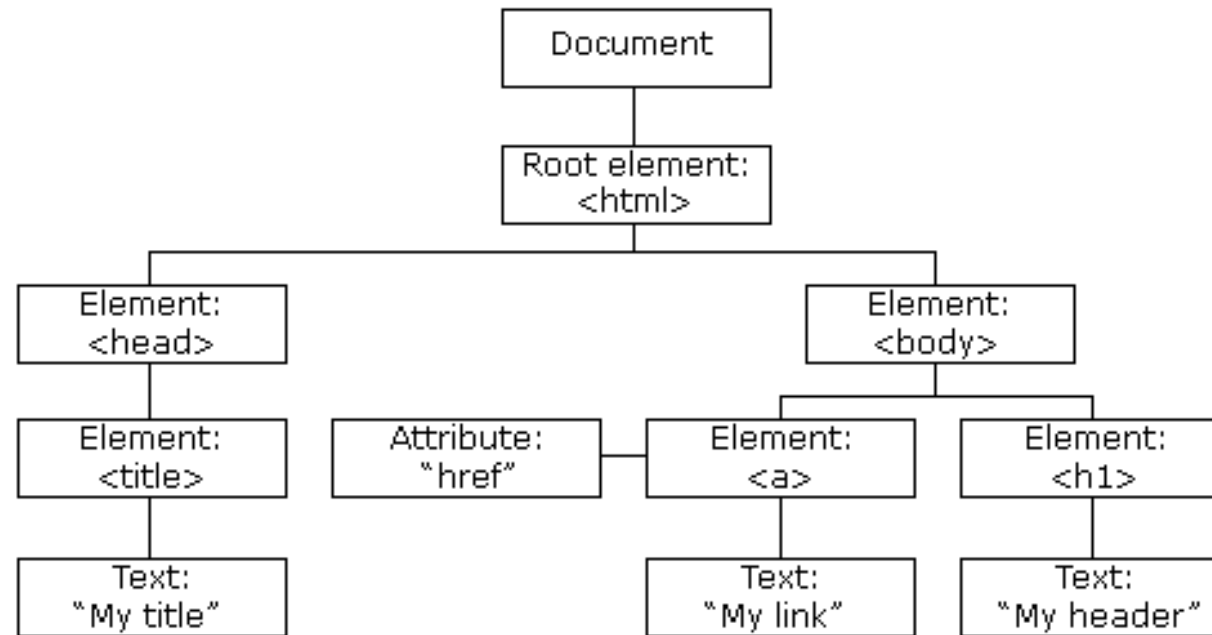 Document
Root element:
<html>
Element:
<head>
Element:
<body>
Element:
<title>
Attribute:
“href”
Element:
<a>
Element:
<h1>
Text:
“My title”
Text:
“My link”
Text:
“My header”